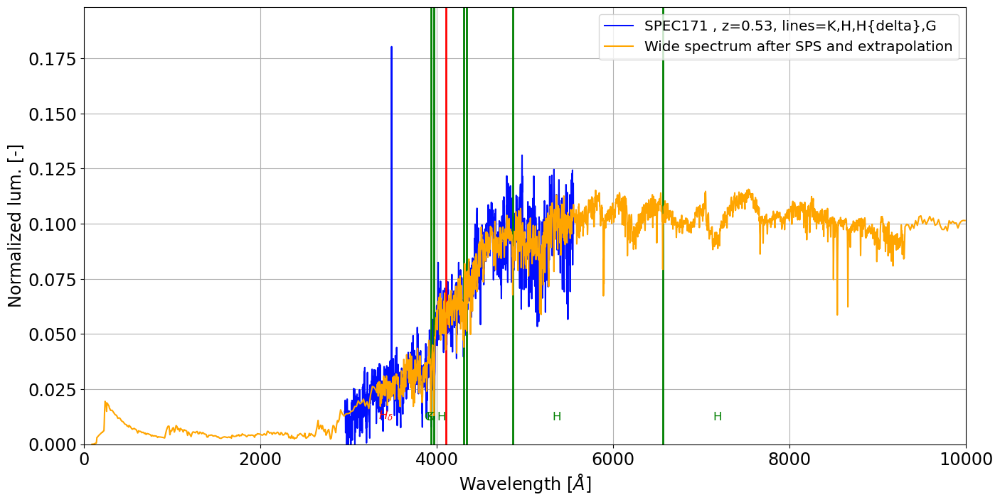 SPEC171 , z=0.53, lines=K,H,H{delta},G
Wide spectrum after SPS and extrapolation
0.175
0.150
0.125
0.100
0.075
0.050
0.025
0.000
Normalized lum. [-]
H
H
H
Hδ
0
2000
4000
6000
8000
10000
Wavelength [Å]